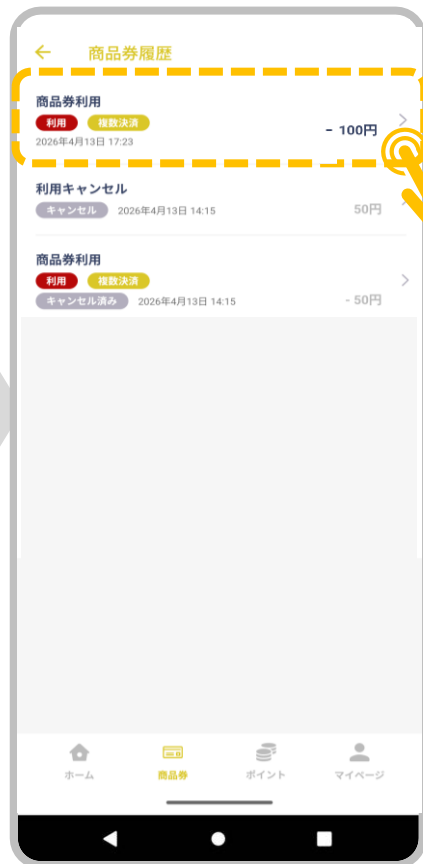 商品券履歴
商品券利用
利用 複数決済
- 100円
2026年4月13日 17:23
利用キャンセル
キャンセル 2026年4月13日 14:15
50円
商品券利用
利用 複数決済
キャンセル済み 2026年4月13日 14:15
- 50円
ホーム 商品券 ポイント マイページ